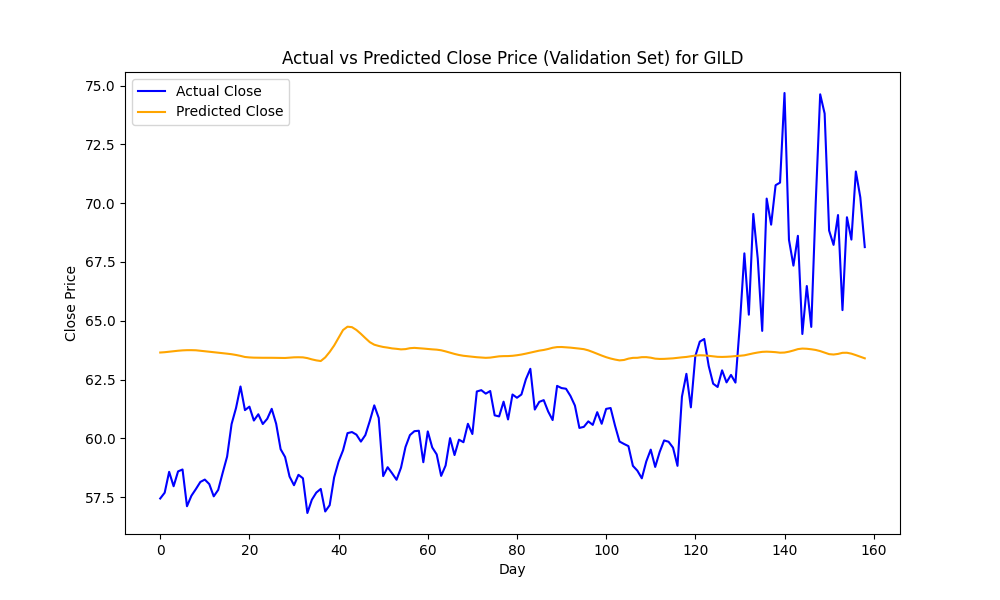 Actual vs Predicted Close Price (Validation Set) for GILD
Actual Close
Predicted Close
Close Price
75.0
72.5
70.0
67.5
65.0
62.5
60.0
57.5
0 20 40 60 80 100 120 140 160
Day